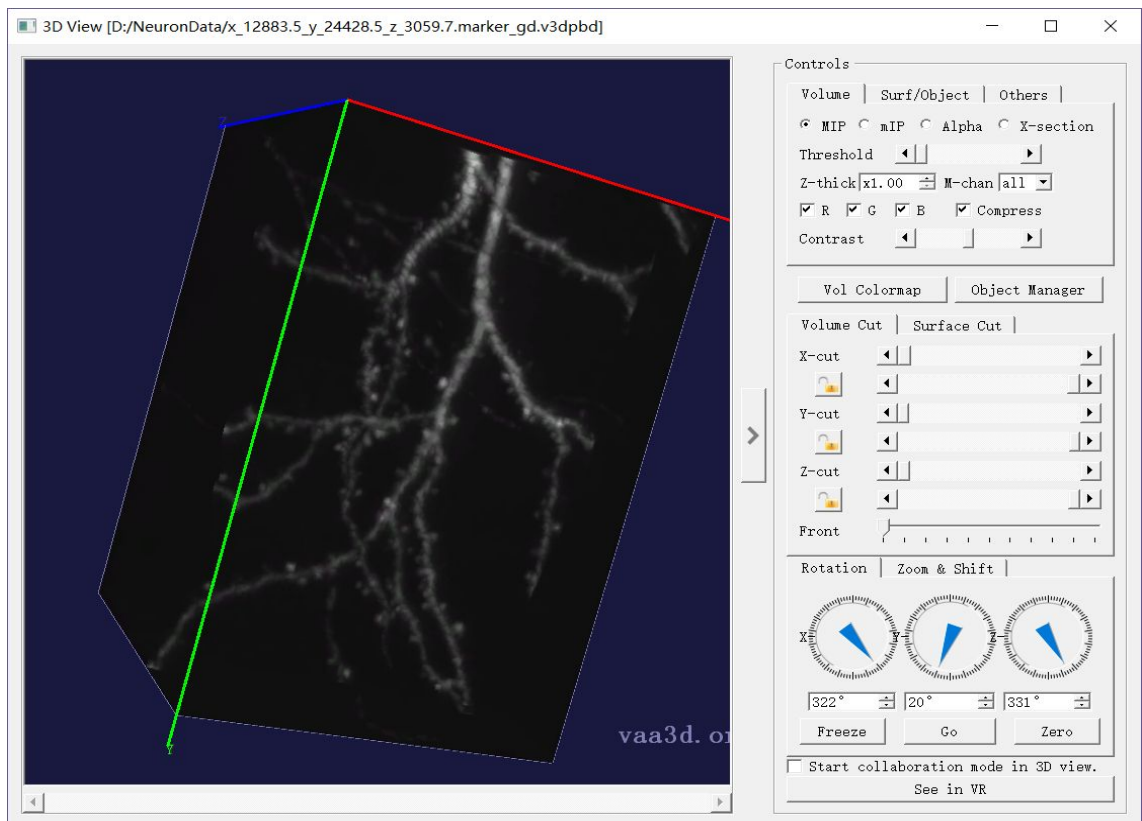 3D View [D:/NeuronData/x_12883.5_y_24428.5_z_3059.7.marker_gd.v3dpbd]
Controls
Volume Surf/Object Others
MIP mIP Alpha X-section
Threshold
Z-thick x1.00 M-chan all
R G B Compress
Contrast
Vol Colormap Object Manager
Volume Cut Surface Cut
X-cut
Y-cut
Z-cut
Front
Rotation Zoom & Shift
X Y Z
322° 20° 331°
Freeze Go Zero
Start collaboration mode in 3D view.
See in VR
Z
Y
vaa3d. or